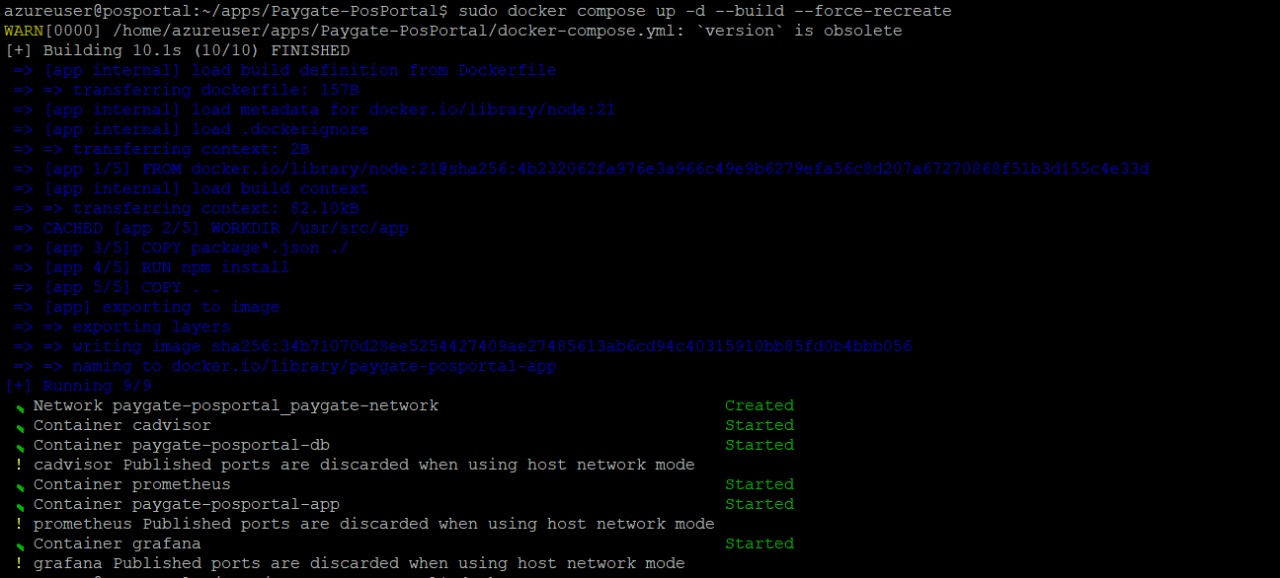 azureuser@posportal:~/apps/Paygate-PosPortal$ sudo docker compose up -d --build --force-recreate
WARN[0000] /home/azureuser/apps/Paygate-PosPortal/docker-compose.yml: `version` is obsolete
[+] Building 10.1s (10/10) FINISHED
=> [app internal] load build definition from Dockerfile
=> => transferring dockerfile: 157B
=> [app internal] load metadata for docker.io/library/node:21
=> [app internal] load .dockerignore
=> => transferring context: 2B
=> [app 1/5] FROM docker.io/library/node:21@sha256:4b232062fa976e3a966c49e9b6279efa56c8d207a67270868f51b3d155c4e33d
=> [app internal] load build context
=> => transferring context: 82.10kB
=> CACHED [app 2/5] WORKDIR /usr/src/app
=> [app 3/5] COPY package*.json ./
=> [app 4/5] RUN npm install
=> [app 5/5] COPY . .
=> [app] exporting to image
=> => exporting layers
=> => writing image sha256:34b71070d28ee5254427409ae27485613ab6cd94c40315910bb85fd0b4bbb056
=> => naming to docker.io/library/paygate-posportal-app
[+] Running 9/9
Network paygate-posportal_paygate-network Created
Container cadvisor Started
Container paygate-posportal-db Started
! cadvisor Published ports are discarded when using host network mode
Container prometheus Started
Container paygate-posportal-app Started
! prometheus Published ports are discarded when using host network mode
Container grafana Started
! grafana Published ports are discarded when using host network mode